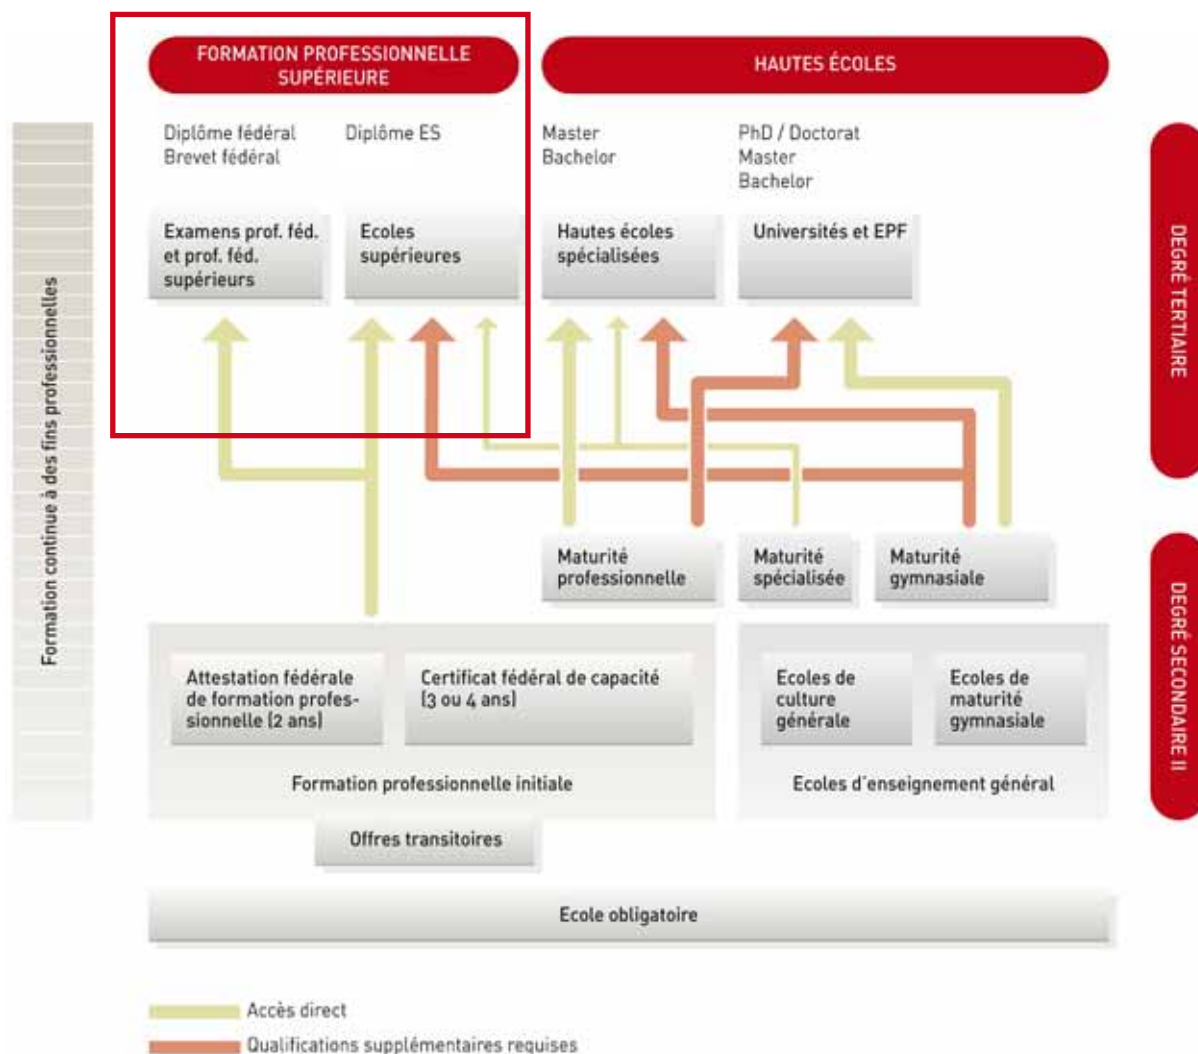 FORMATION PROFESSIONNELLE
SUPÉRIEURE
HAUTES ÉCOLES
Diplôme fédéral
Brevet fédéral
Diplôme ES
Master
Bachelor
PhD / Doctorat
Master
Bachelor
Examens prof. féd.
et prof. féd.
supérieurs
Ecoles
supérieures
Hautes écoles
spécialisées
Universités et EPF
DEGRÉ TERTIAIRE
Formation continue à des fins professionnelles
Maturité
professionnelle
Maturité
spécialisée
Maturité
gymnasiale
DEGRÉ SECONDAIRE II
Attestation fédérale
de formation profes-
sionnelle (2 ans)
Certificat fédéral de capacité
(3 ou 4 ans)
Ecoles de
culture
générale
Ecoles de
maturité
gymnasiale
Formation professionnelle initiale
Ecoles d'enseignement général
Offres transitoires
Ecole obligatoire
Accès direct
Qualifications supplémentaires requises